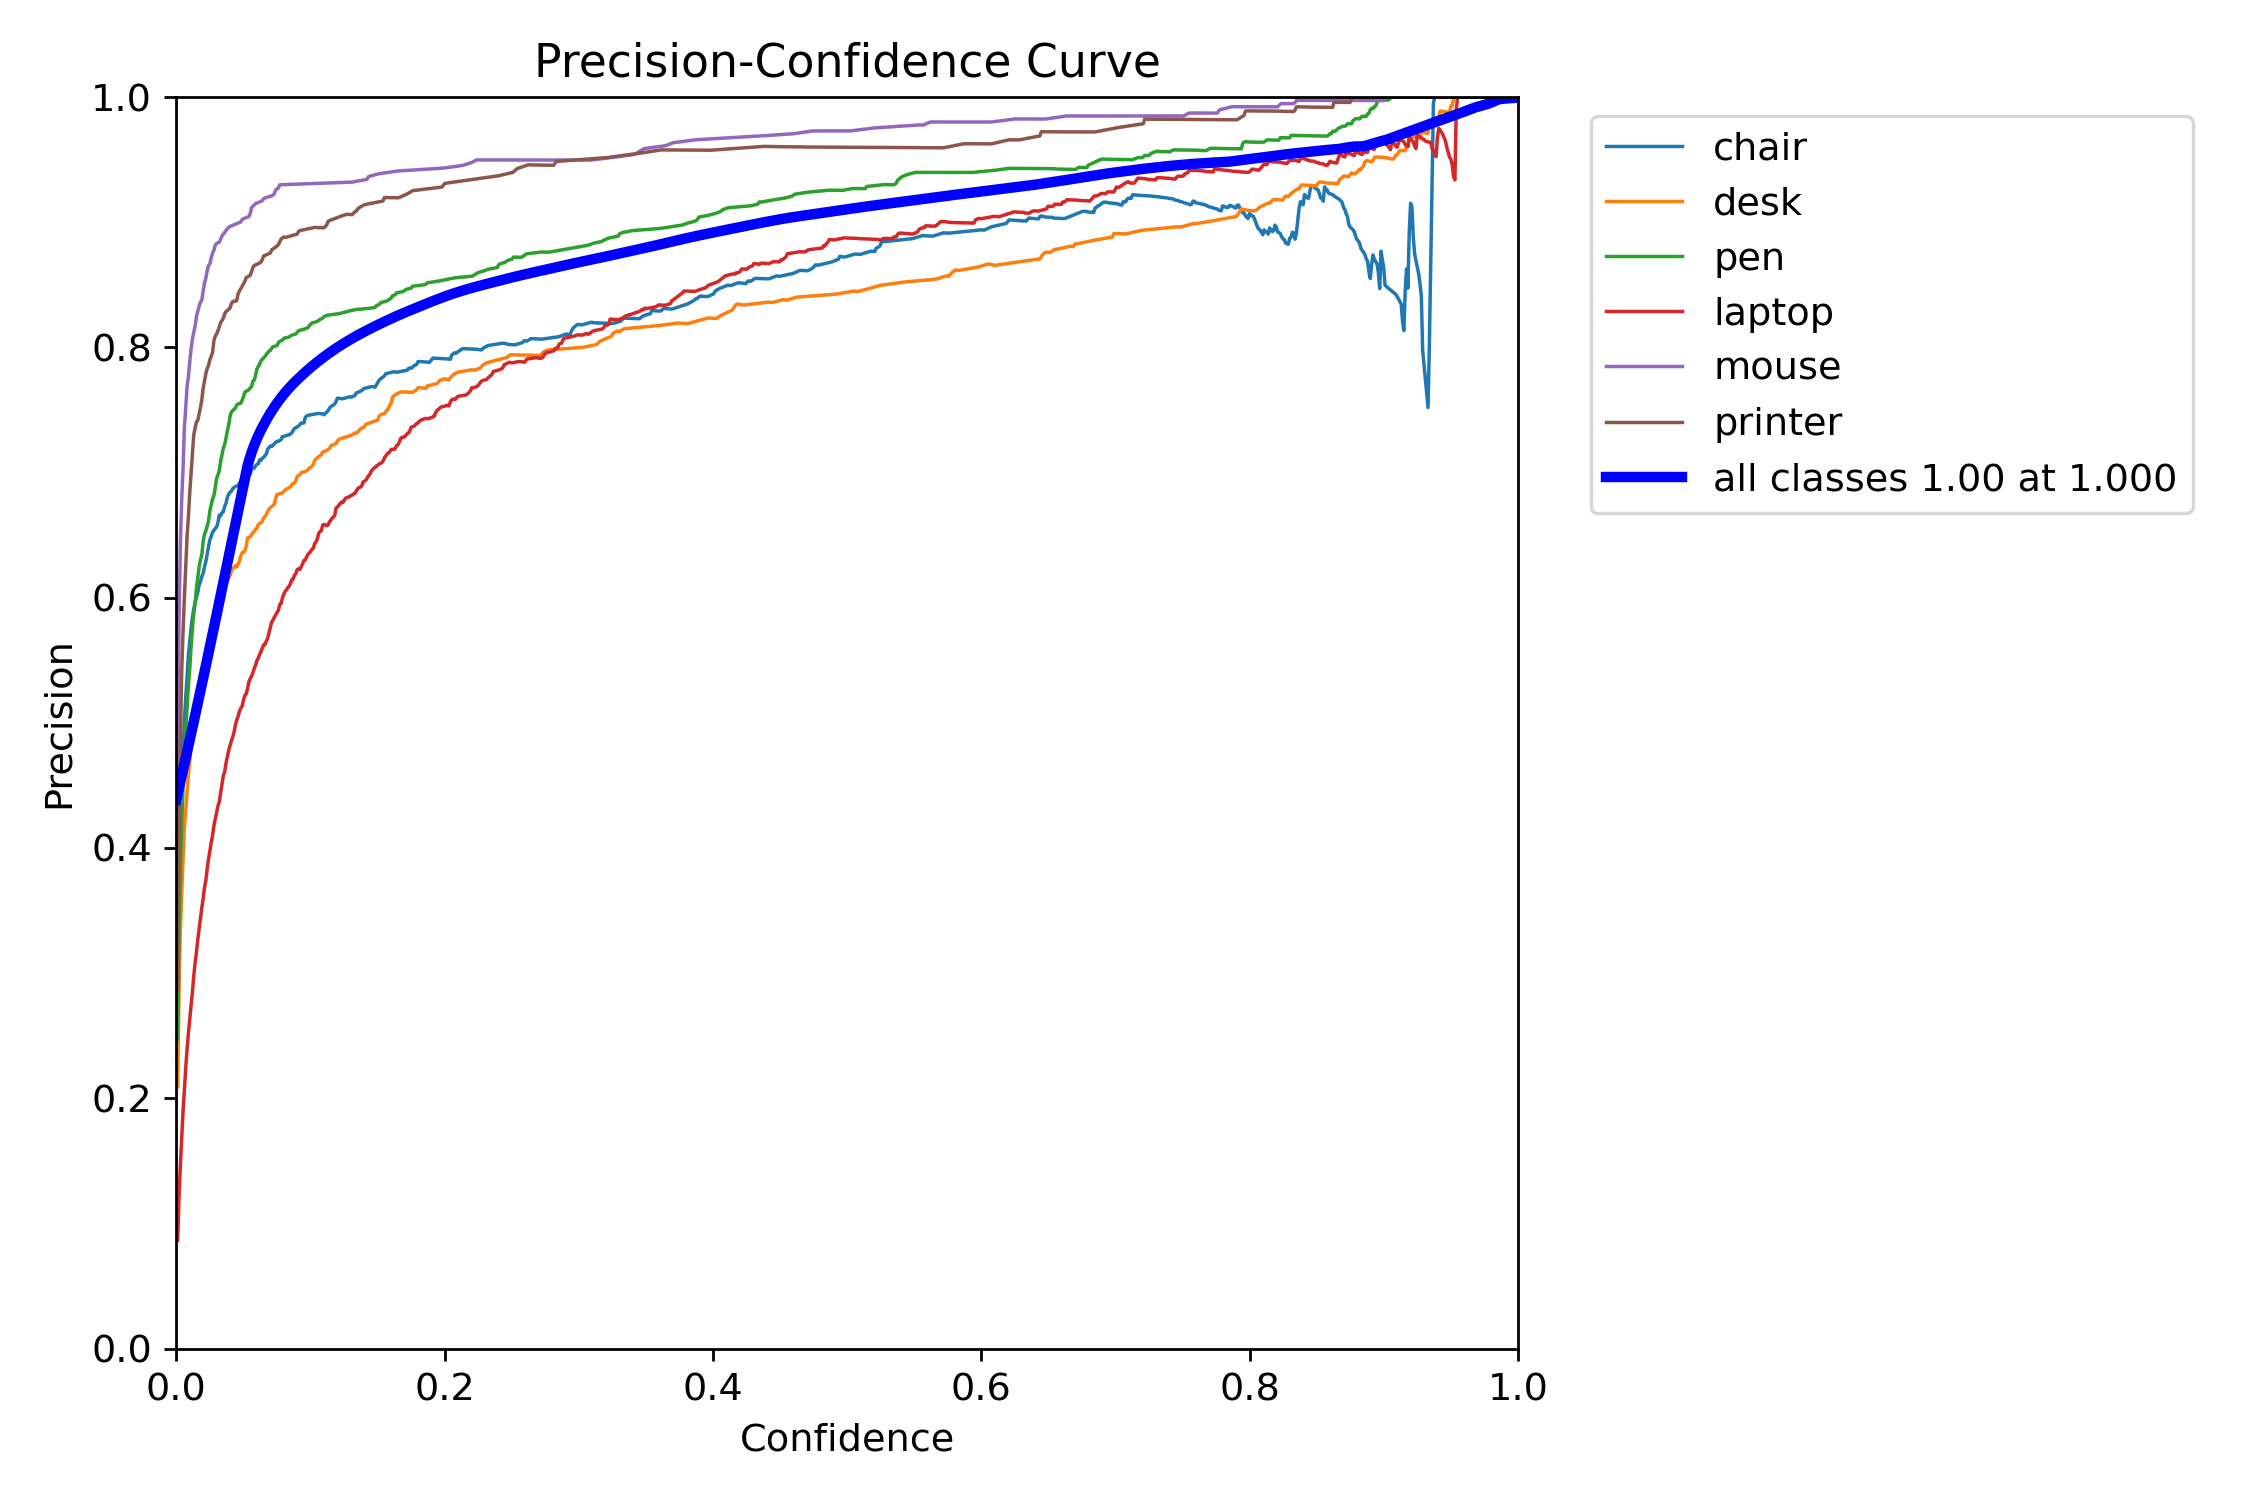 Precision-Confidence Curve
1.0
0.8
0.6
0.4
0.2
0.0
Precision
0.0 0.2 0.4 0.6 0.8 1.0
Confidence
chair
desk
pen
laptop
mouse
printer
all classes 1.00 at 1.000